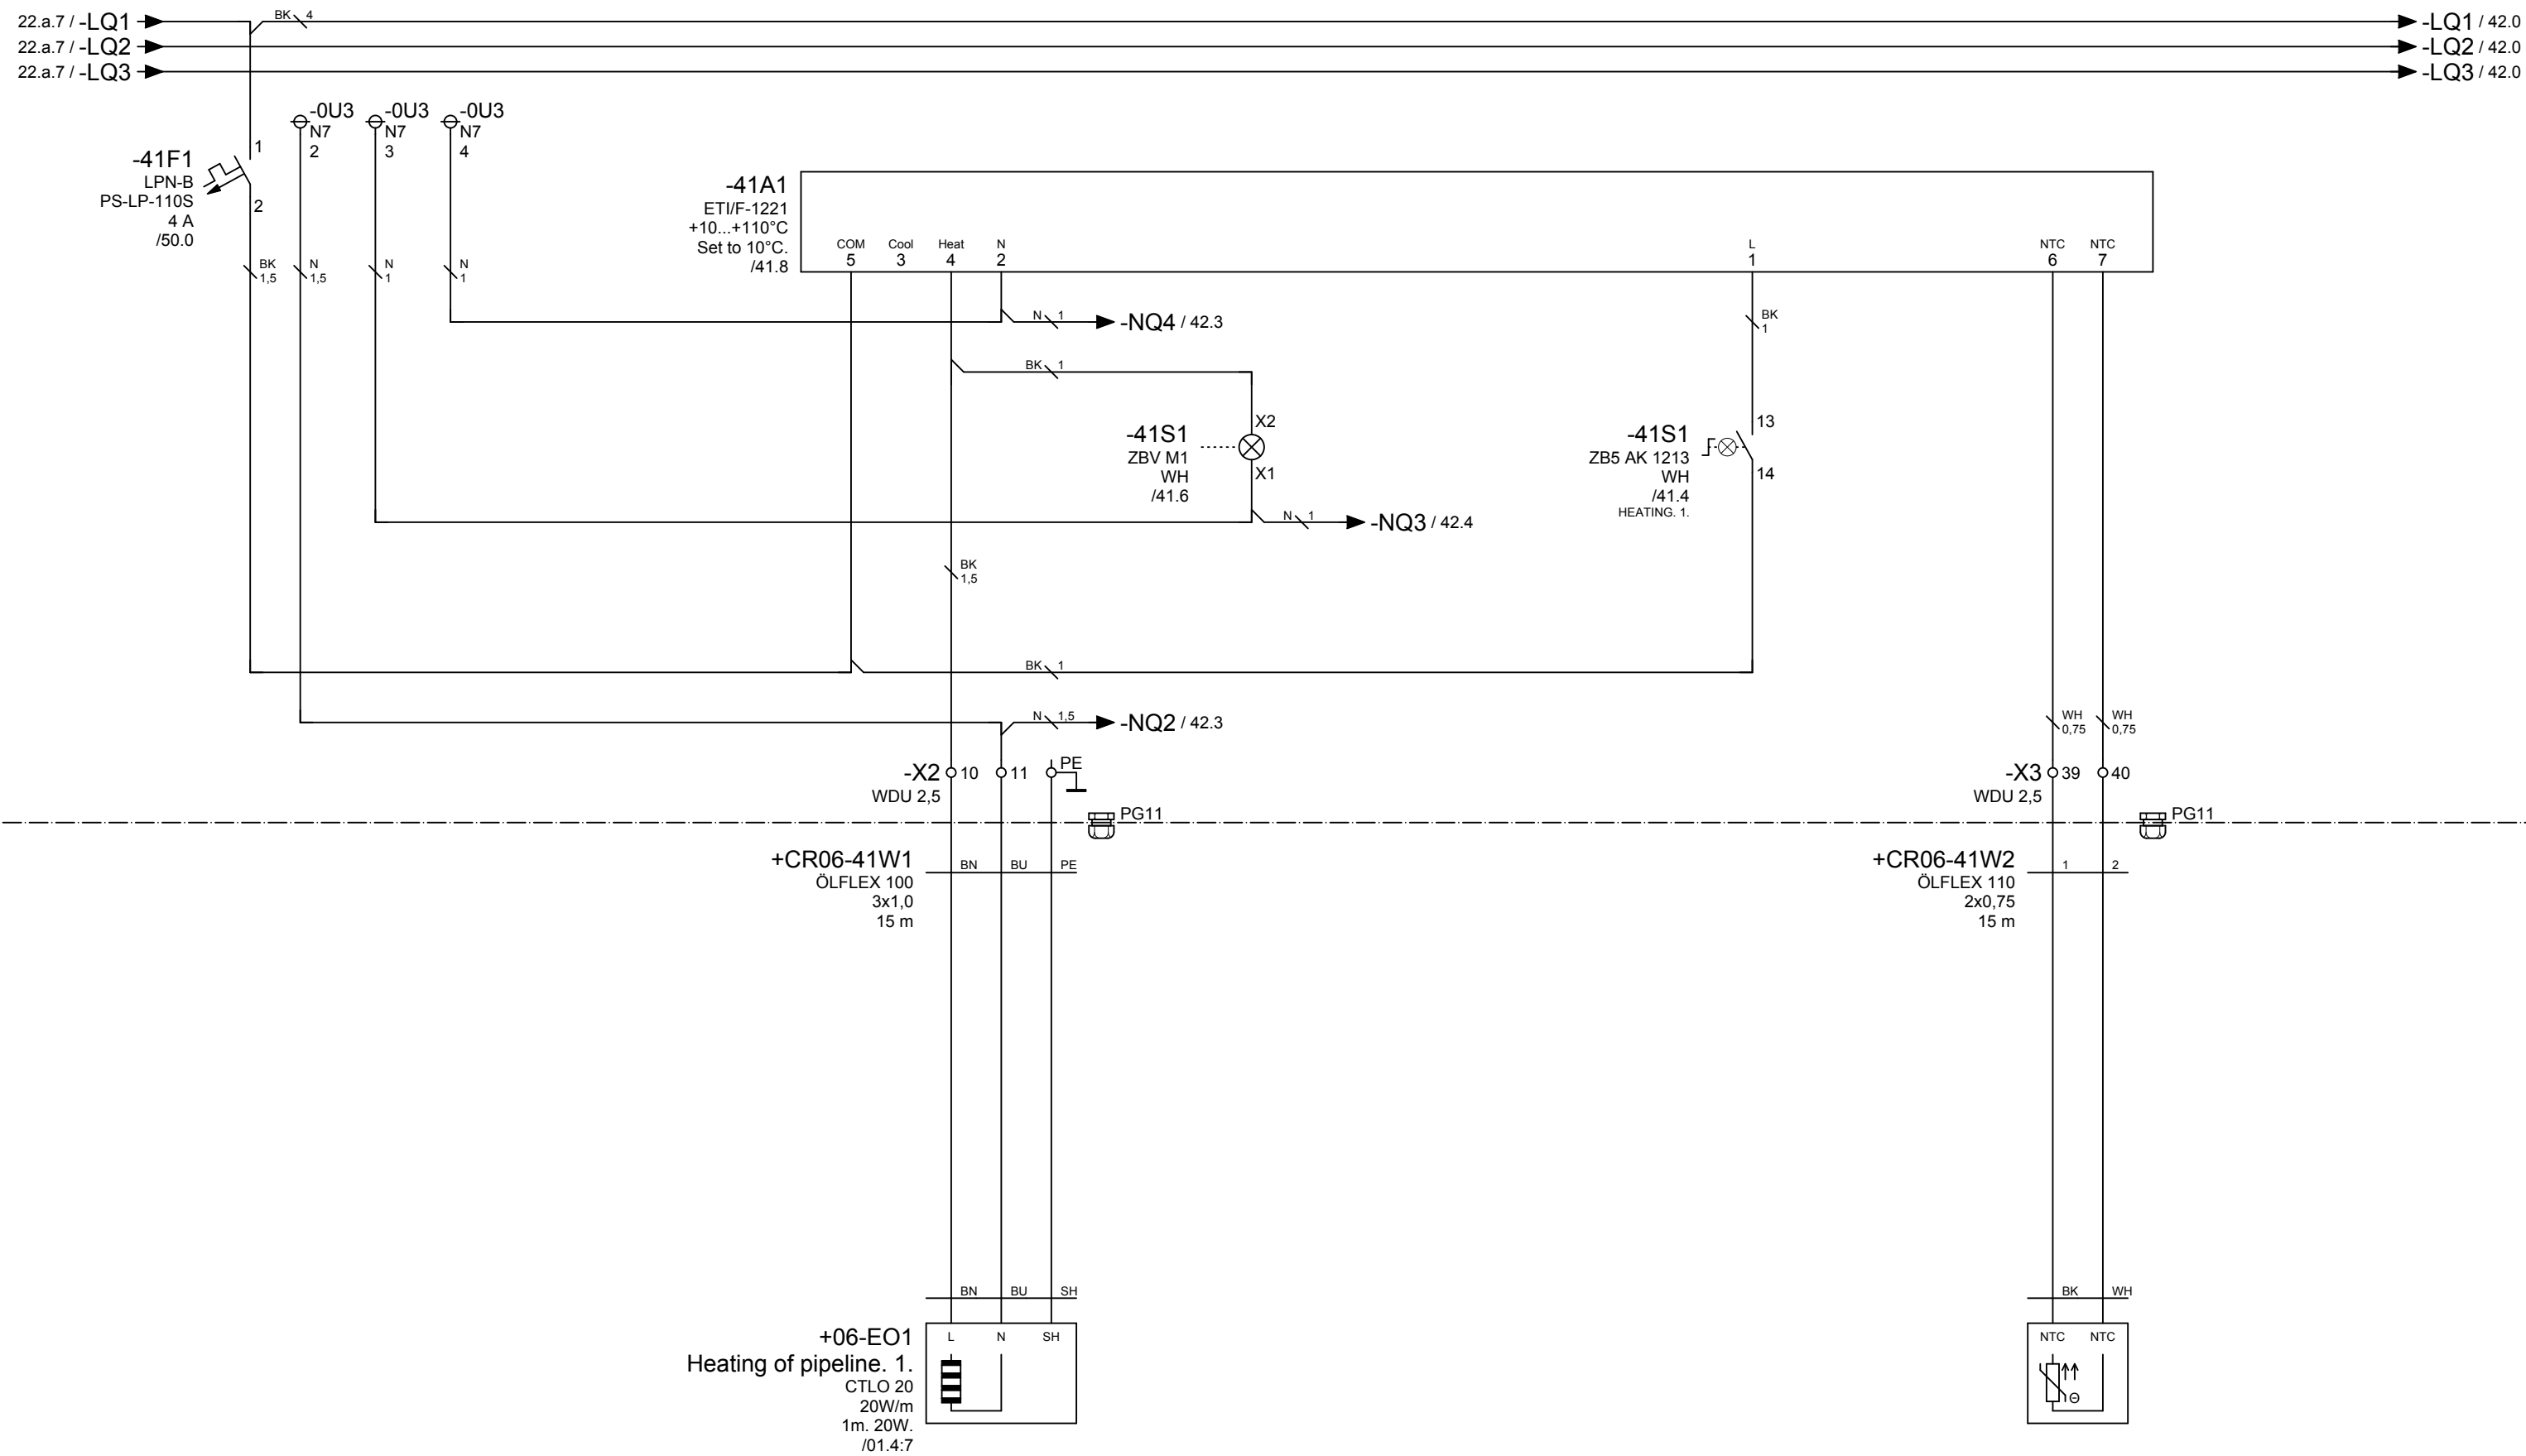 22.a.7 / -LQ1
BK 4
-LQ1 / 42.0
22.a.7 / -LQ2
-LQ2 / 42.0
22.a.7 / -LQ3
-LQ3 / 42.0
-0U3
N7
2
-0U3
N7
3
-0U3
N7
4
1
-41F1
LPN-B
PS-LP-110S
4 A
/50.0
2
BK
1,5
N
1,5
N
1
N
1
-41A1
ETI/F-1221
+10...+110°C
Set to 10°C.
/41.8
COM
5
Cool
3
Heat
4
N
2
L
1
NTC
6
NTC
7
N 1
-NQ4 / 42.3
BK
1
BK 1
X2
-41S1
ZBV M1
WH
/41.6
X1
13
-41S1
ZB5 AK 1213
WH
/41.4
HEATING. 1.
14
N 1
-NQ3 / 42.4
BK
1,5
BK 1
N 1,5
-NQ2 / 42.3
WH
0,75
WH
0,75
-X2 10 11 PE
WDU 2,5
-X3 39 40
WDU 2,5
PG11
PG11
+CR06-41W1
ÖLFLEX 100
3x1,0
15 m
BN BU PE
+CR06-41W2
ÖLFLEX 110
2x0,75
15 m
1 2
BN BU SH
BK WH
+06-EO1
Heating of pipeline. 1.
CTLO 20
20W/m
1m. 20W.
/01.4:7
L N SH
NTC NTC
Θ